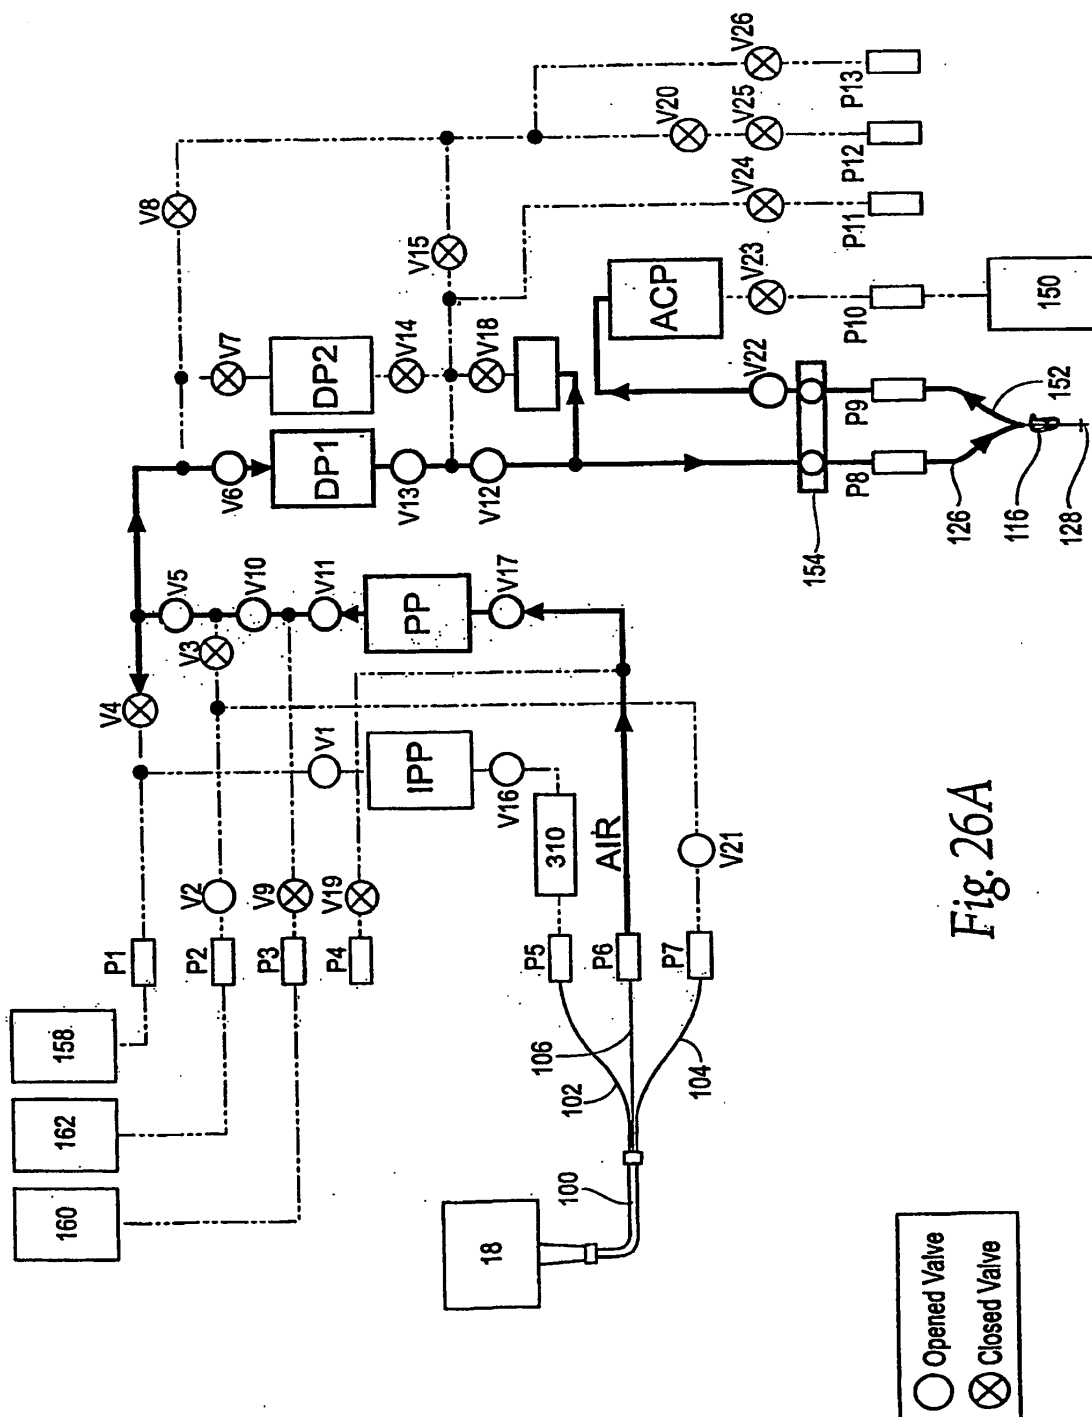 158
162
160
P1
P2
P3
P4
V2
V9
V19
V4
V3
V5
V10
V11
V1
PP
IPP
V17
V16
310
AIR
P5
P6
P7
V21
102
106
104
100
18
V8
V6
V7
DP1
DP2
V13
V14
V12
V18
V15
V20
V24
V25
V26
P11
P12
P13
ACP
V22
V23
P8
P9
P10
150
154
126
116
128
152
Opened Valve
Closed Valve
Fig. 26A